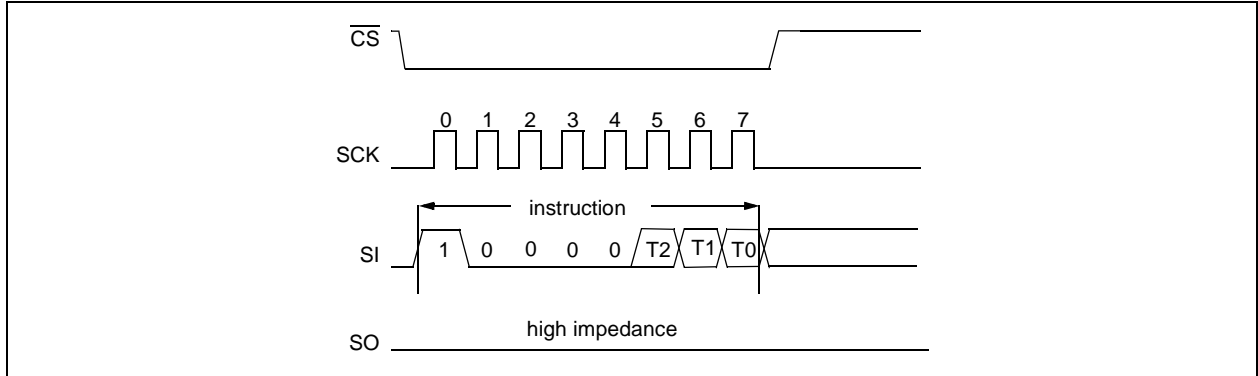 CS
0 1 2 3 4 5 6 7
SCK
instruction
SI 1 0 0 0 0 T2 T1 T0
high impedance
SO